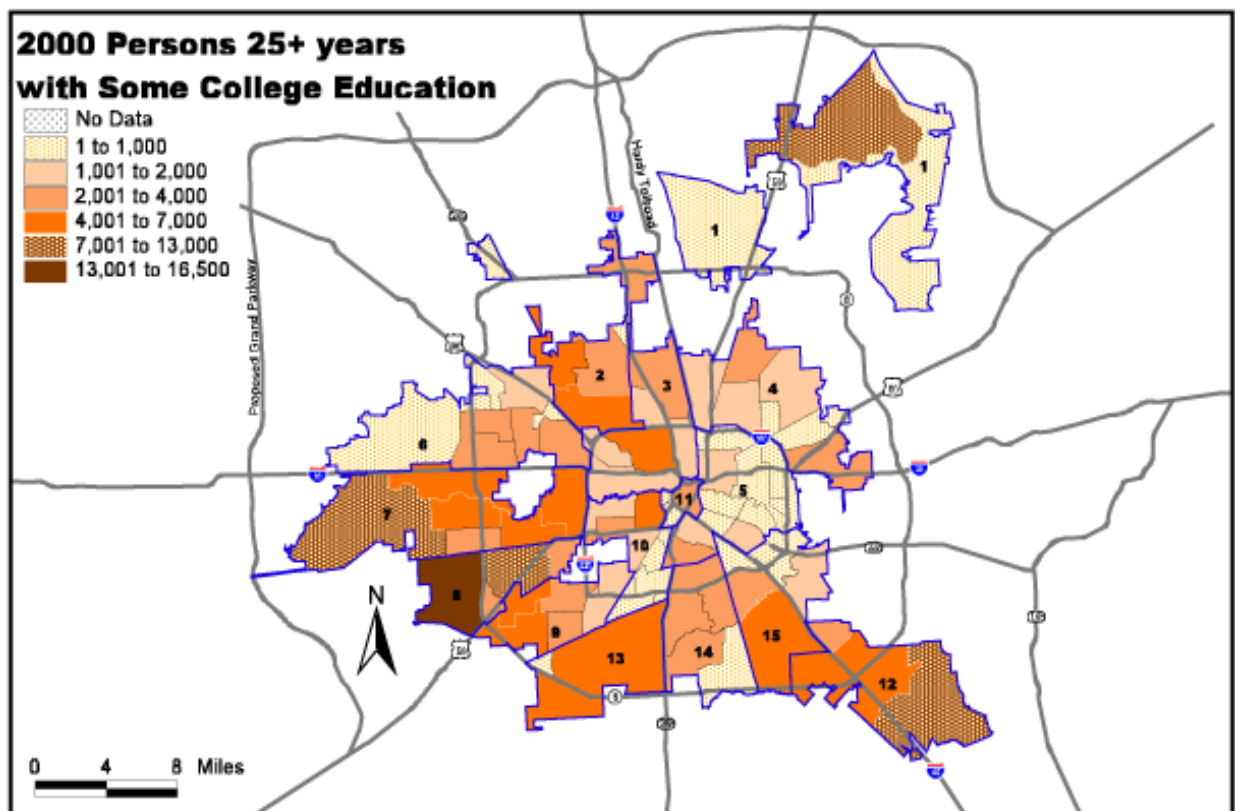 2000 Persons 25+ years
with Some College Education
No Data
1 to 1,000
1,001 to 2,000
2,001 to 4,000
4,001 to 7,000
7,001 to 13,000
13,001 to 16,500
Hardy Tollroad
Proposed Grand Parkway
1
1
59
45
2
3
4
6
5
7
11
10
8
9
13
14
15
12
N
0 4 8 Miles